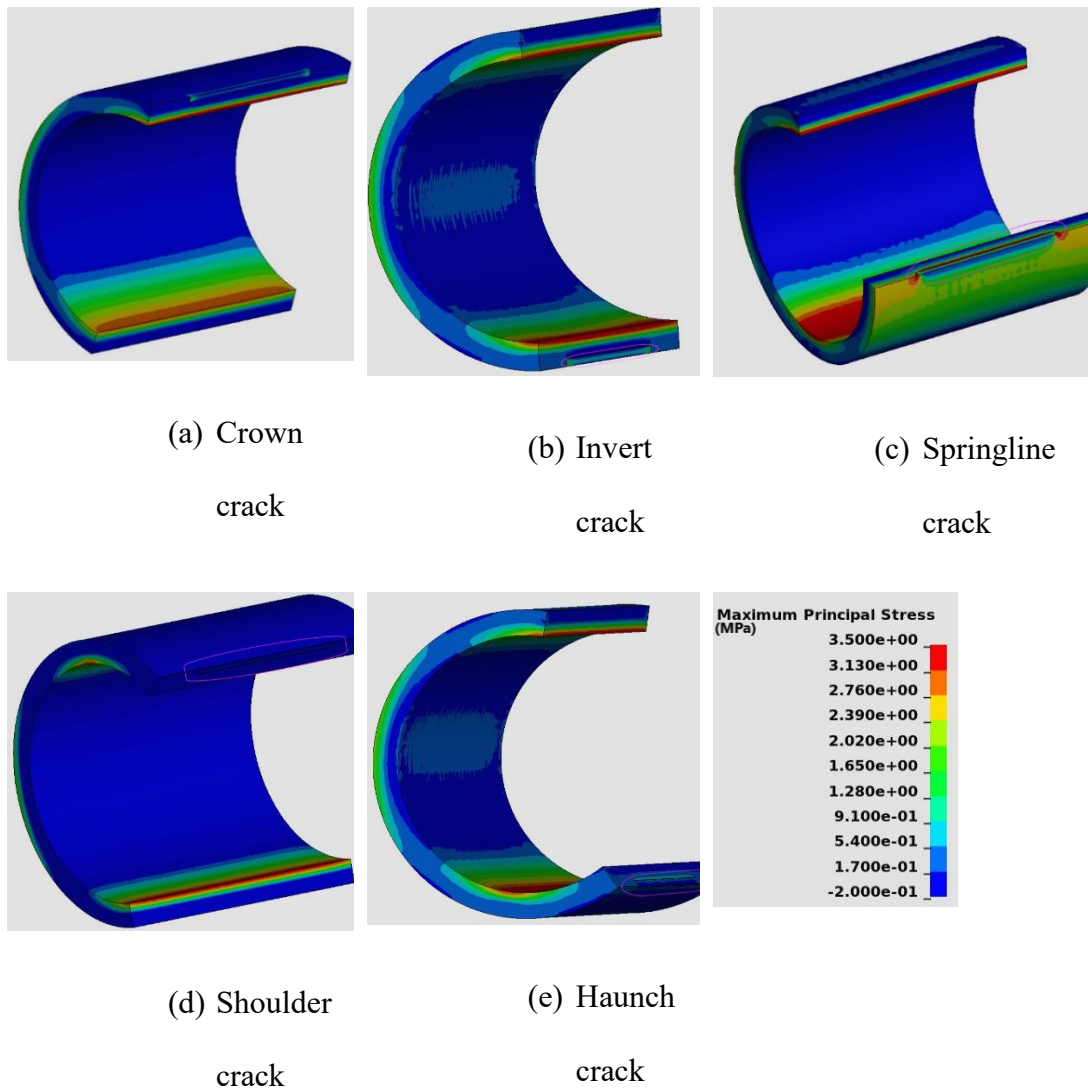 (a) Crown
crack
(b) Invert
crack
(c) Springline
crack
Maximum Principal Stress
(MPa)
3.500e+00
3.130e+00
2.760e+00
2.390e+00
2.020e+00
1.650e+00
1.280e+00
9.100e-01
5.400e-01
1.700e-01
-2.000e-01
(d) Shoulder
crack
(e) Haunch
crack